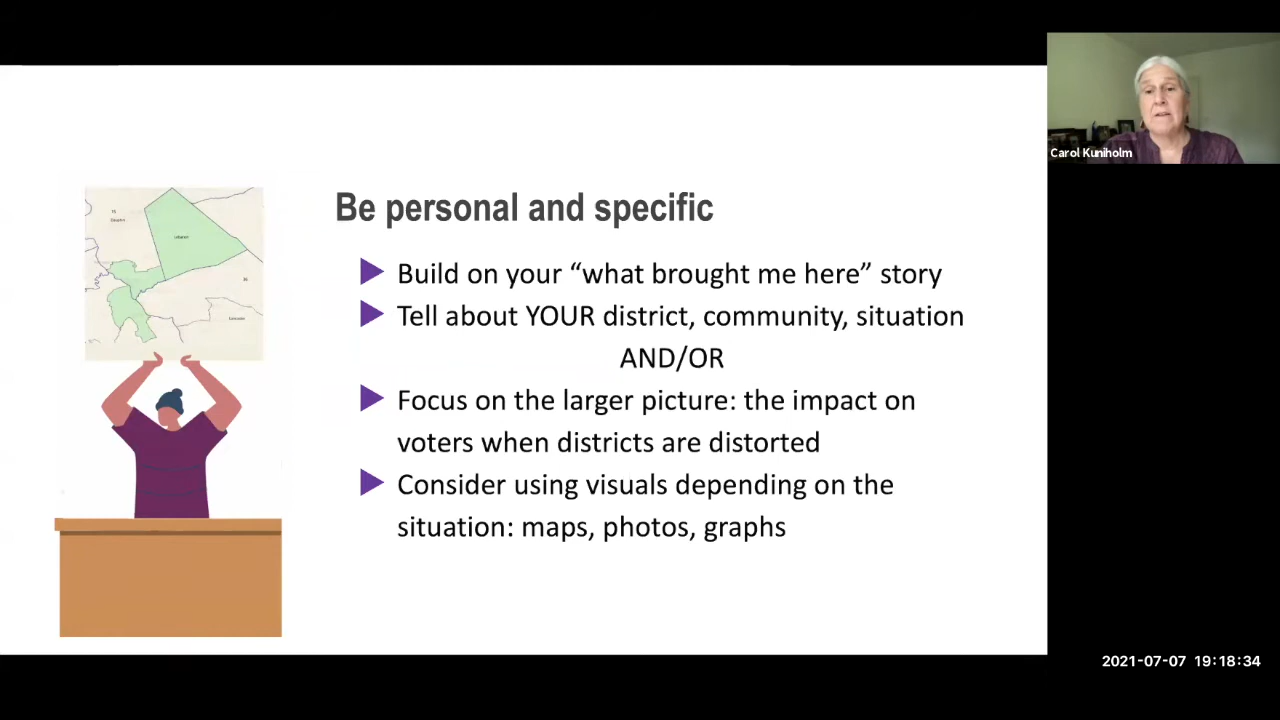 Be personal and specific
Build on your “what brought me here” story
Tell about YOUR district, community, situation
AND/OR
Focus on the larger picture: the impact on
voters when districts are distorted
Consider using visuals depending on the
situation: maps, photos, graphs
Carol Kuniholm
Lebanon
2021-07-07 19:18:34